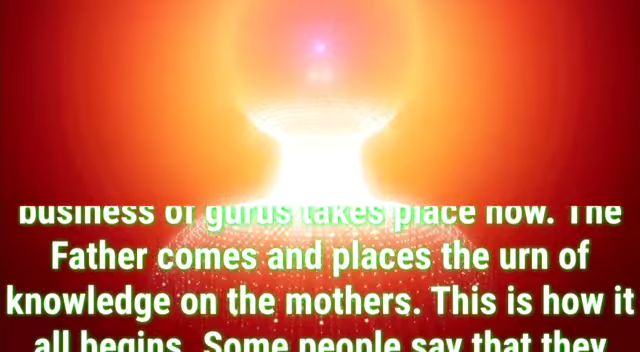 business of gurus takes place now. The
Father comes and places the urn of
knowledge on the mothers. This is how it
all begins. Some people say that they